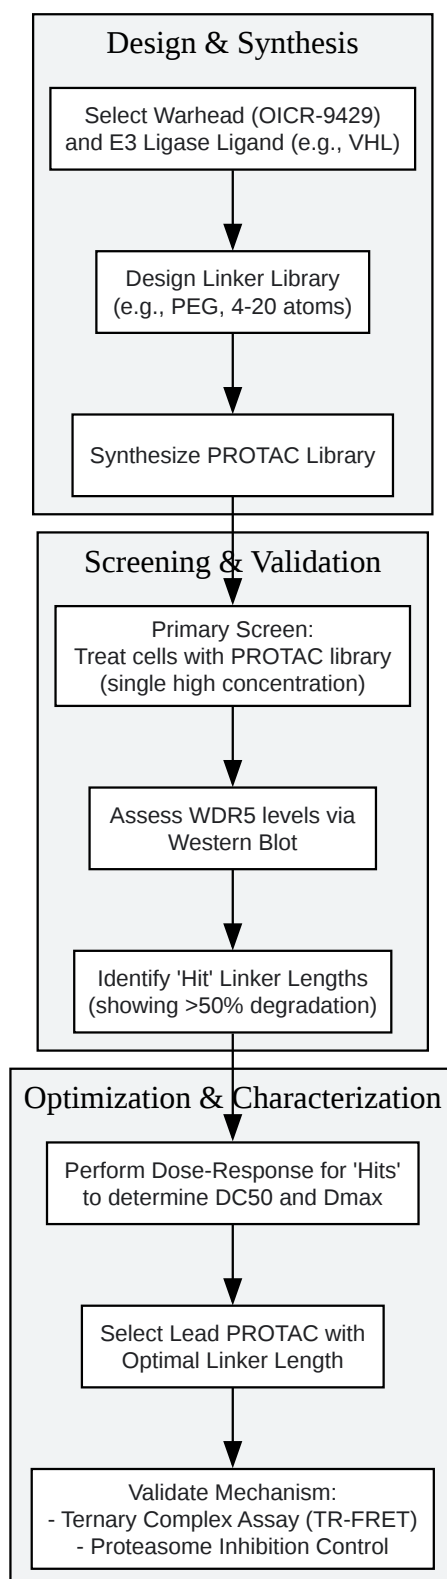 Design & Synthesis
Select Warhead (OICR-9429)
and E3 Ligase Ligand (e.g., VHL)
Design Linker Library
(e.g., PEG, 4-20 atoms)
Synthesize PROTAC Library
Screening & Validation
Primary Screen:
Treat cells with PROTAC library
(single high concentration)
Assess WDR5 levels via
Western Blot
Identify 'Hit' Linker Lengths
(showing >50% degradation)
Optimization & Characterization
Perform Dose-Response for 'Hits'
to determine DC50 and Dmax
Select Lead PROTAC with
Optimal Linker Length
Validate Mechanism:
- Ternary Complex Assay (TR-FRET)
- Proteasome Inhibition Control